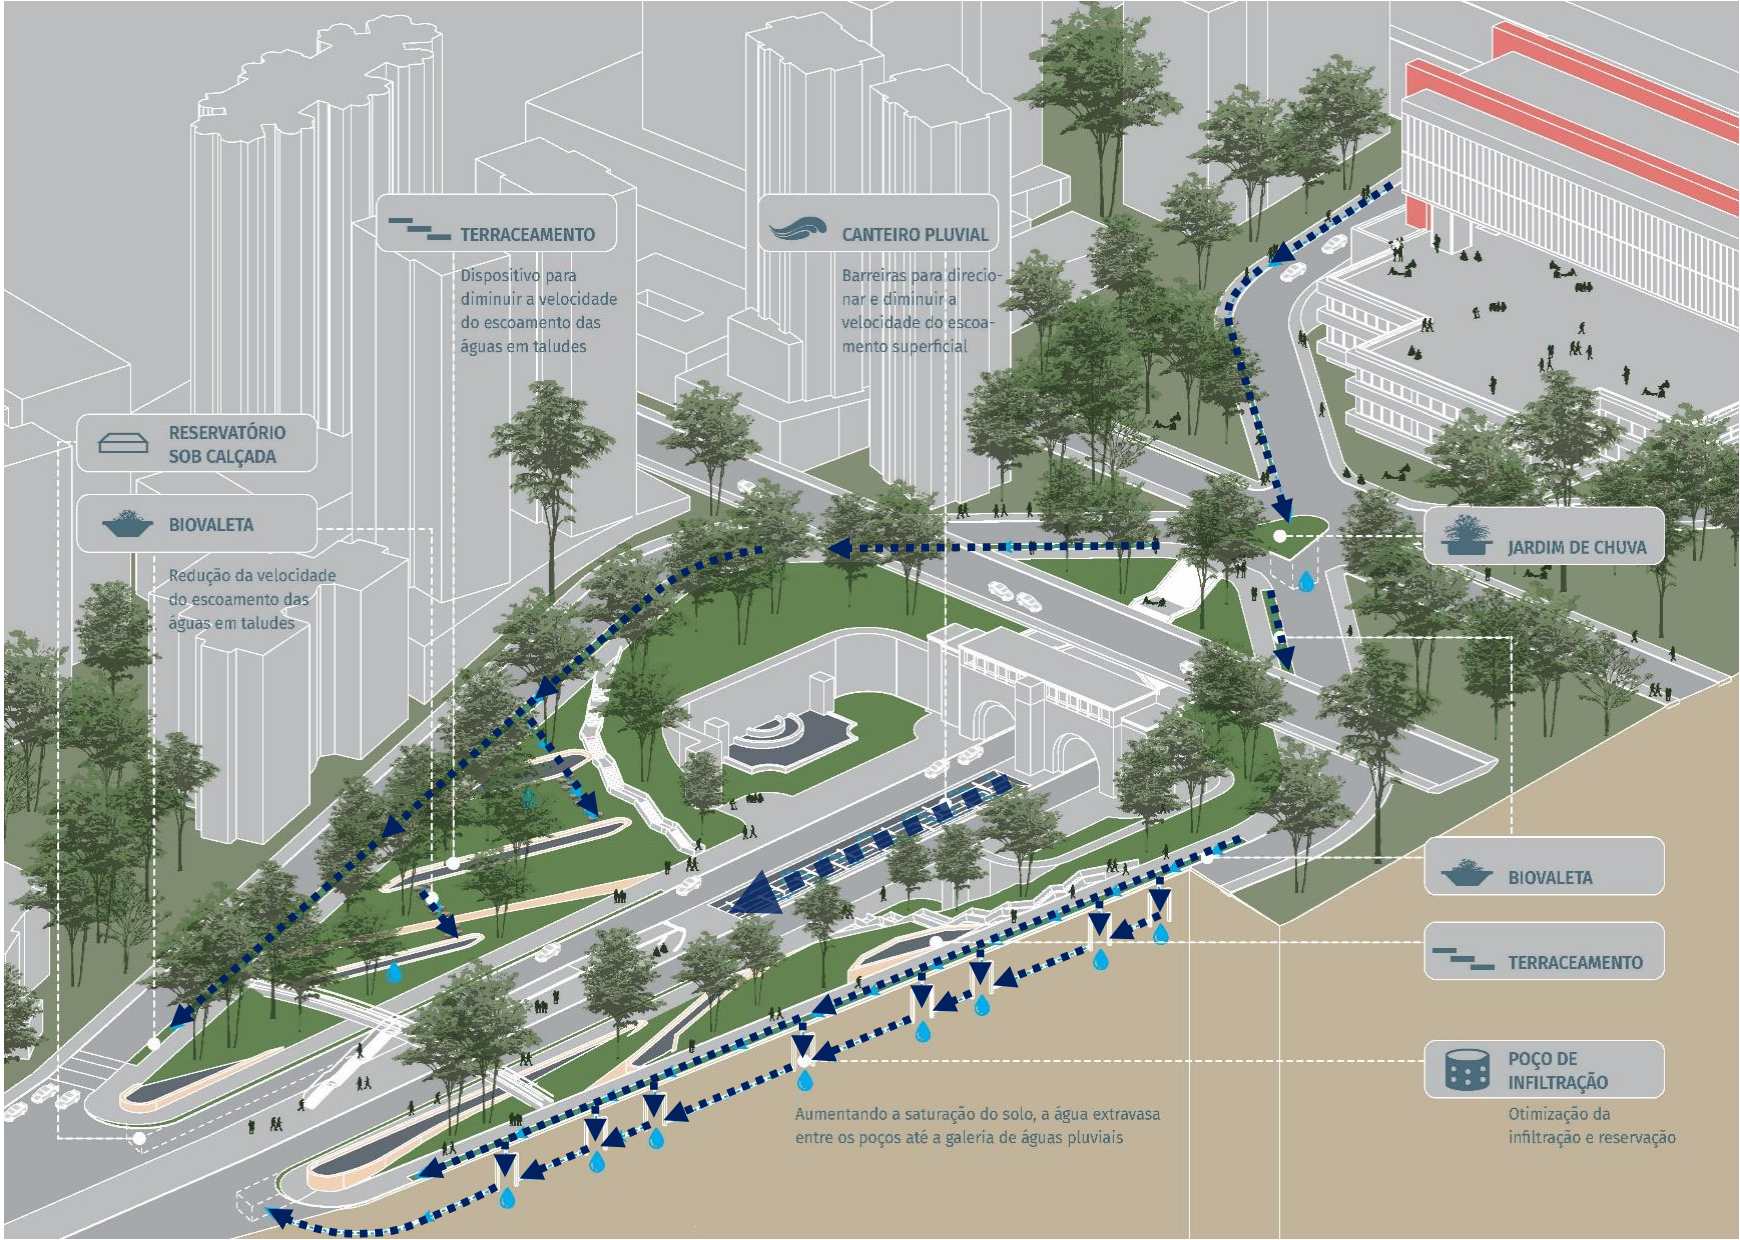 TERRACEAMENTO
Dispositivo para
diminuir a velocidade
do escoamento das
águas em taludes
CANTEIRO PLUVIAL
Barreiras para direcio-
nar e diminuir a
velocidade do escoa-
mento superficial
RESERVATÓRIO
SOB CALÇADA
BIOVALETA
Redução da velocidade
do escoamento das
águas em taludes
JARDIM DE CHUVA
BIOVALETA
TERRACEAMENTO
POÇO DE
INFILTRAÇÃO
Otimização da
infiltração e reservação
Aumentando a saturação do solo, a água extravasa
entre os poços até a galeria de águas pluviais